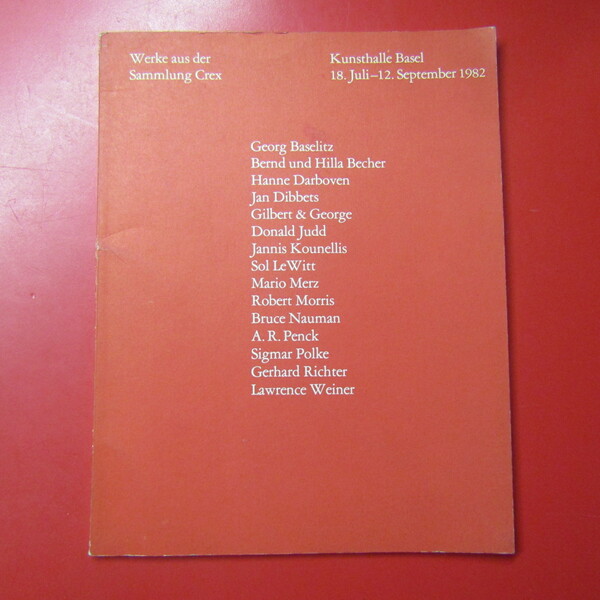 Werke aus der
Sammlung Crex
Kunsthalle Basel
18. Juli–12. September 1982
Georg Baselitz
Bernd und Hilla Becher
Hanne Darboven
Jan Dibbets
Gilbert & George
Donald Judd
Jannis Kounellis
Sol LeWitt
Mario Merz
Robert Morris
Bruce Nauman
A. R. Penck
Sigmar Polke
Gerhard Richter
Lawrence Weiner